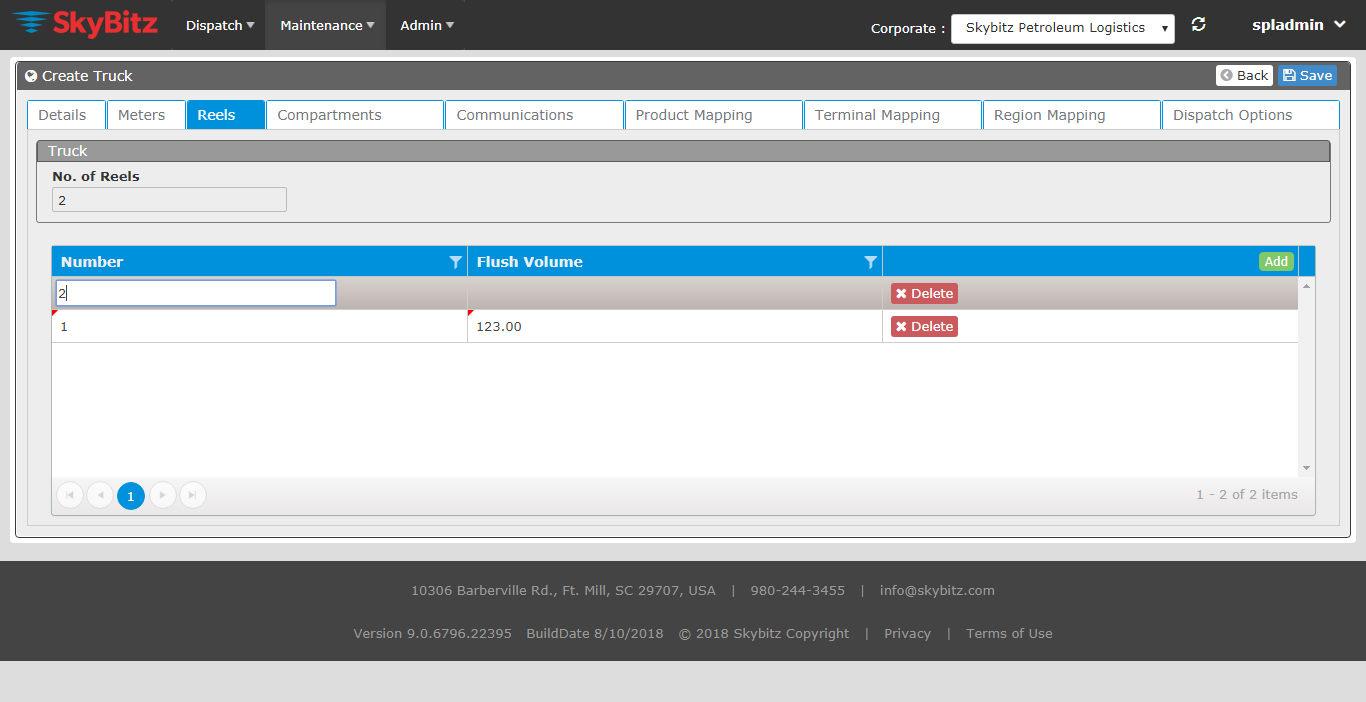 SkyBitz Dispatch Maintenance Admin Corporate : Skybitz Petroleum Logistics spladmin
Create Truck Back Save
Details Meters Reels Compartments Communications Product Mapping Terminal Mapping Region Mapping Dispatch Options
Truck
No. of Reels
2
Number Flush Volume Add
2 Delete
1 123.00 Delete
1 1 - 2 of 2 items
10306 Barberville Rd., Ft. Mill, SC 29707, USA | 980-244-3455 | info@skybitz.com
Version 9.0.6796.22395 BuildDate 8/10/2018 © 2018 Skybitz Copyright | Privacy | Terms of Use